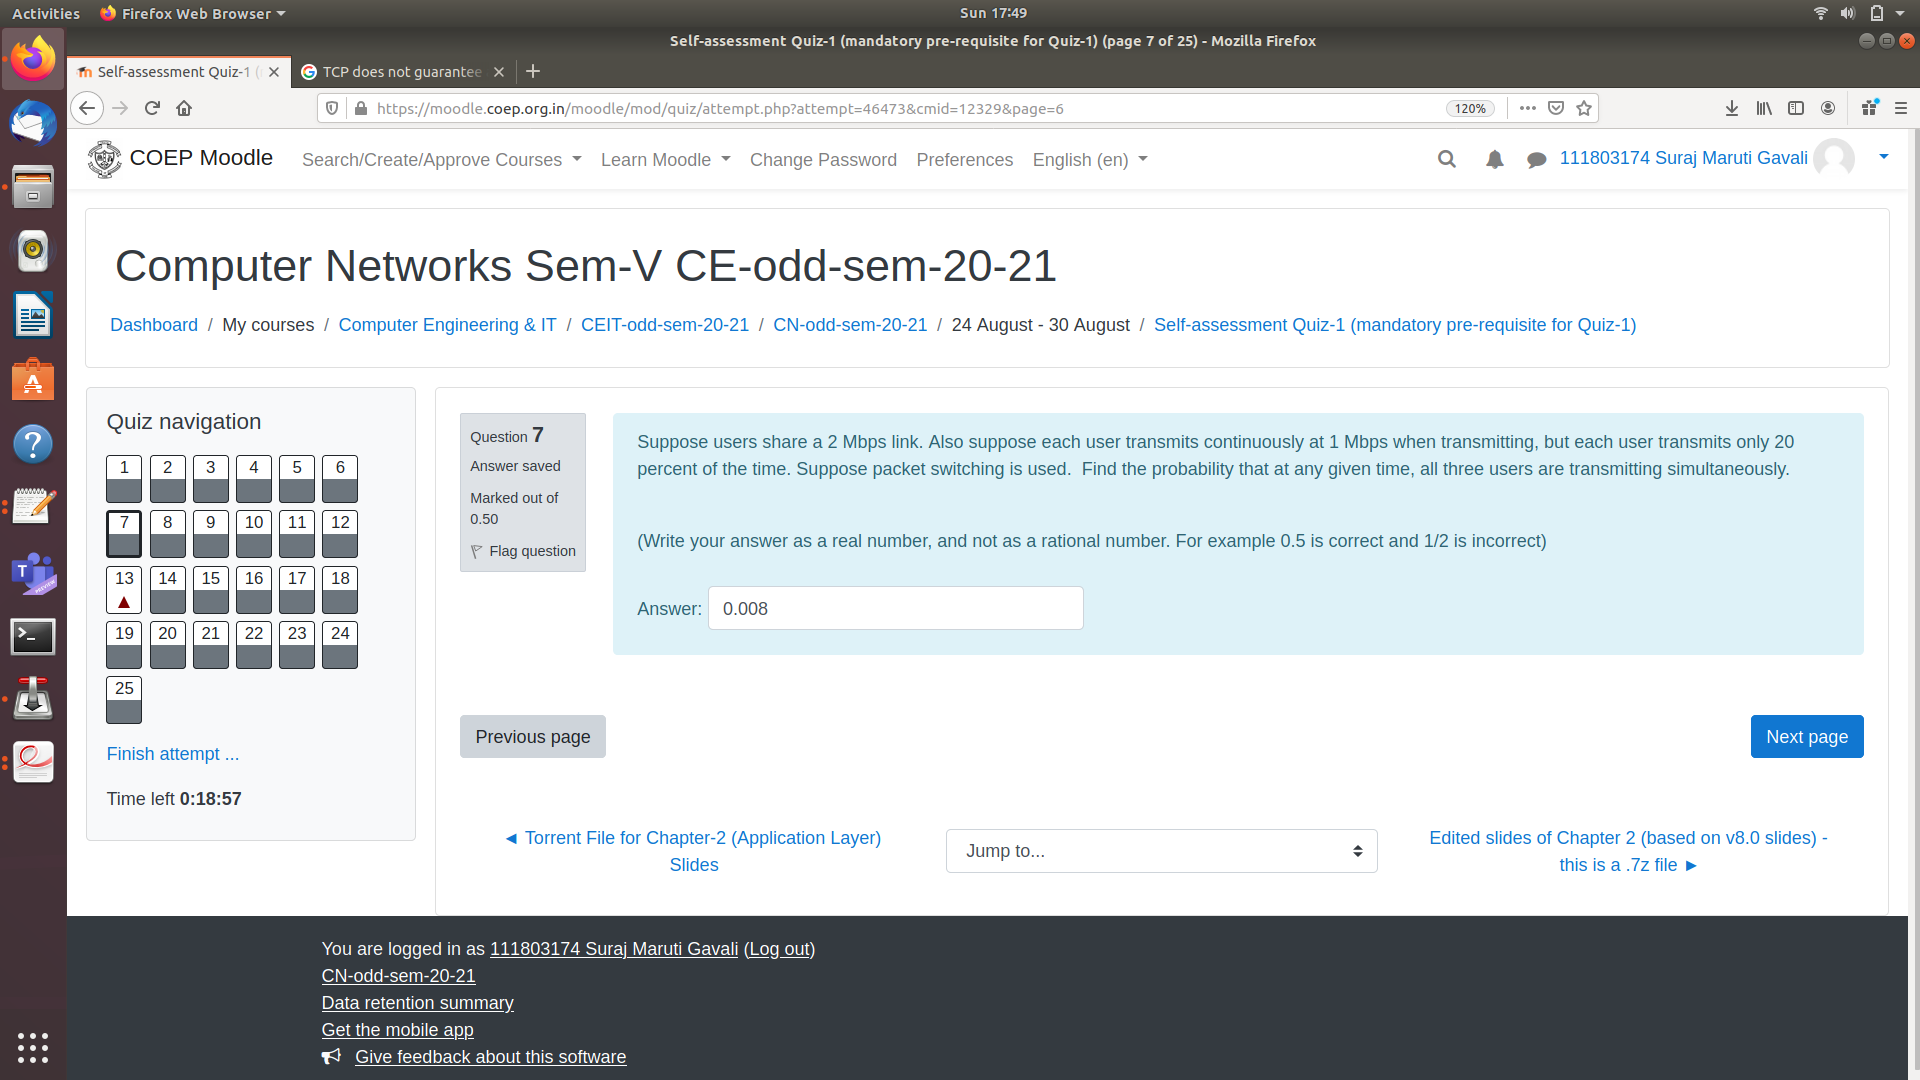 Activities
Firefox Web Browser
Sun 17:49
Self-assessment Quiz-1 (mandatory pre-requisite for Quiz-1) (page 7 of 25) - Mozilla Firefox
Self-assessment Quiz-1 (
TCP does not guarantee
https://moodle.coep.org.in/moodle/mod/quiz/attempt.php?attempt=46473&cmid=12329&page=6
120%
COEP Moodle
Search/Create/Approve Courses
Learn Moodle
Change Password
Preferences
English (en)
111803174 Suraj Maruti Gavali
Computer Networks Sem-V CE-odd-sem-20-21
Dashboard / My courses / Computer Engineering & IT / CEIT-odd-sem-20-21 / CN-odd-sem-20-21 / 24 August - 30 August / Self-assessment Quiz-1 (mandatory pre-requisite for Quiz-1)
Quiz navigation
1 2 3 4 5 6
7 8 9 10 11 12
13 14 15 16 17 18
19 20 21 22 23 24
25
Finish attempt ...
Time left 0:18:57
Question 7
Answer saved
Marked out of
0.50
Flag question
Suppose users share a 2 Mbps link. Also suppose each user transmits continuously at 1 Mbps when transmitting, but each user transmits only 20
percent of the time. Suppose packet switching is used.  Find the probability that at any given time, all three users are transmitting simultaneously.
(Write your answer as a real number, and not as a rational number. For example 0.5 is correct and 1/2 is incorrect)
Answer: 0.008
Previous page
Next page
◄ Torrent File for Chapter-2 (Application Layer)
Slides
Jump to...
Edited slides of Chapter 2 (based on v8.0 slides) -
this is a .7z file ►
You are logged in as 111803174 Suraj Maruti Gavali (Log out)
CN-odd-sem-20-21
Data retention summary
Get the mobile app
Give feedback about this software